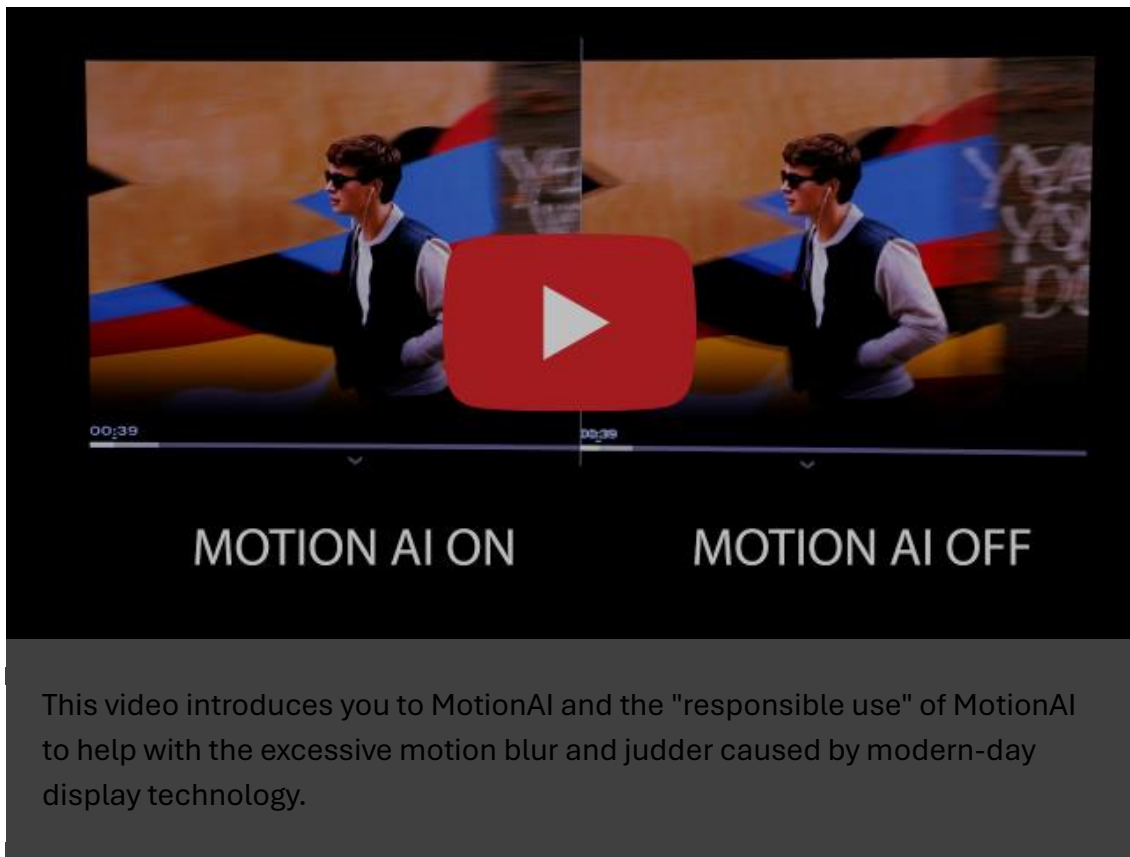 00:39
00:39
MOTION AI ON
MOTION AI OFF
This video introduces you to MotionAI and the "responsible use" of MotionAI
to help with the excessive motion blur and judder caused by modern-day
display technology.